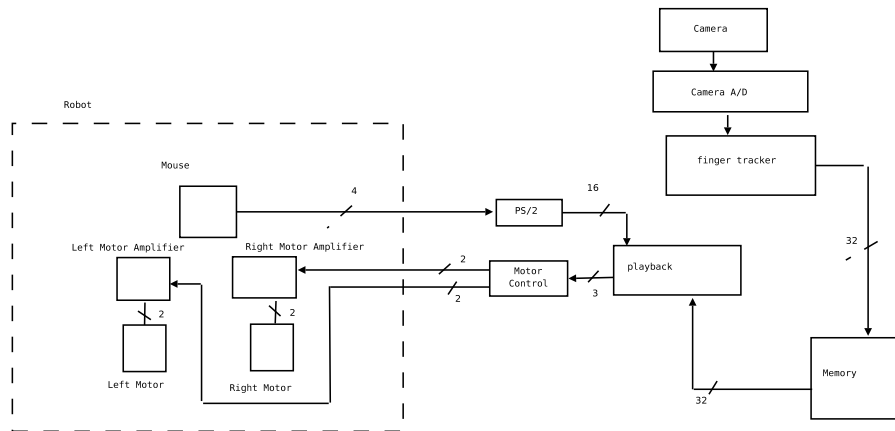 Camera
Camera A/D
Robot
finger tracker
Mouse
4
16
PS/2
32
Left Motor Amplifier
Right Motor Amplifier
2
Motor
Control
playback
2
3
2
2
Memory
Left Motor
Right Motor
32